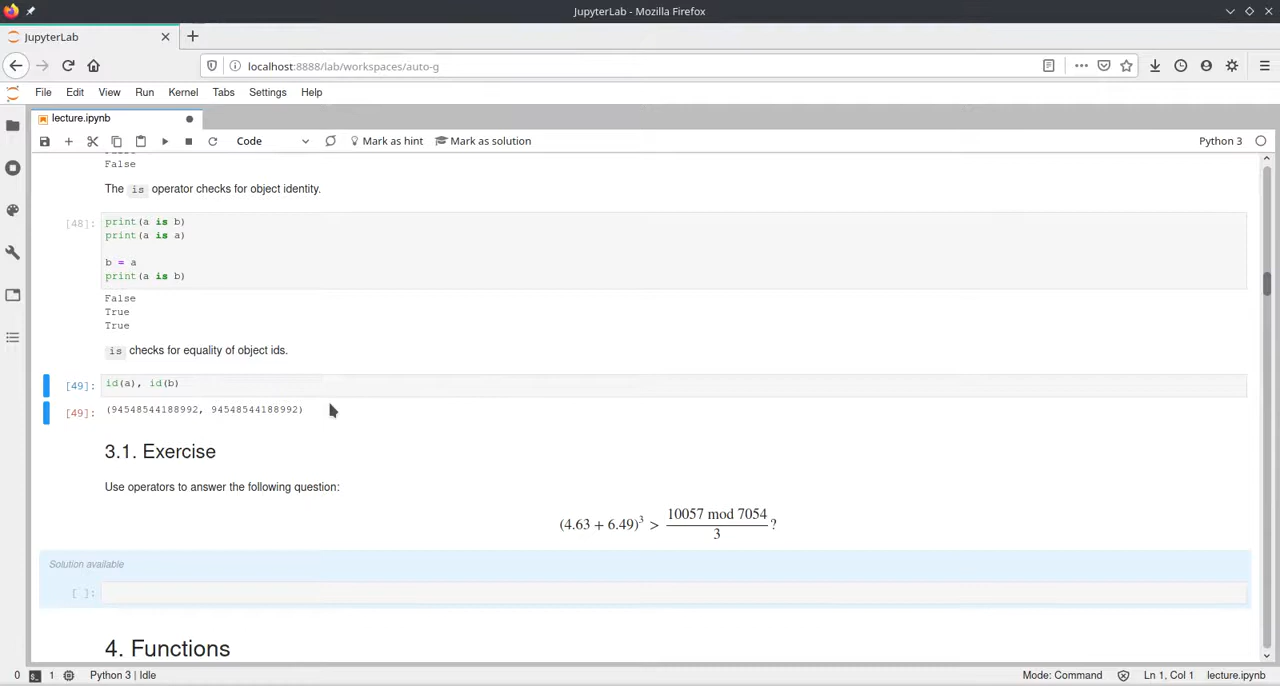 JupyterLab - Mozilla Firefox
JupyterLab
localhost:8888/lab/workspaces/auto-g
File Edit View Run Kernel Tabs Settings Help
lecture.ipynb
Code Mark as hint Mark as solution Python 3
False
The is operator checks for object identity.
[48]: print(a is b)
print(a is a)
b = a
print(a is b)
False
True
True
is checks for equality of object ids.
[49]: id(a), id(b)
[49]: (94548544188992, 94548544188992)
3.1. Exercise
Use operators to answer the following question:
(4.63 + 6.49)³ > 10057 mod 7054 / 3 ?
Solution available
[ ]:
4. Functions
0 1 Python 3 | Idle Mode: Command Ln 1, Col 1 lecture.ipynb